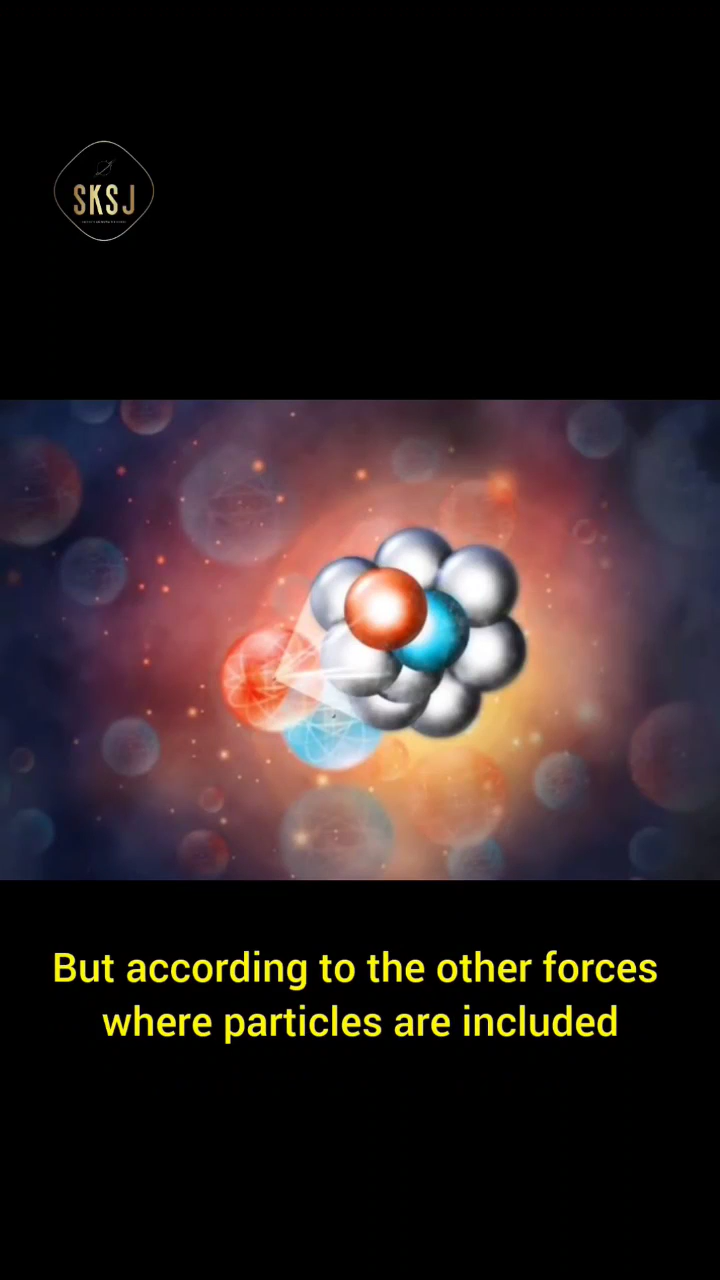 SKSJ
But according to the other forces
where particles are included